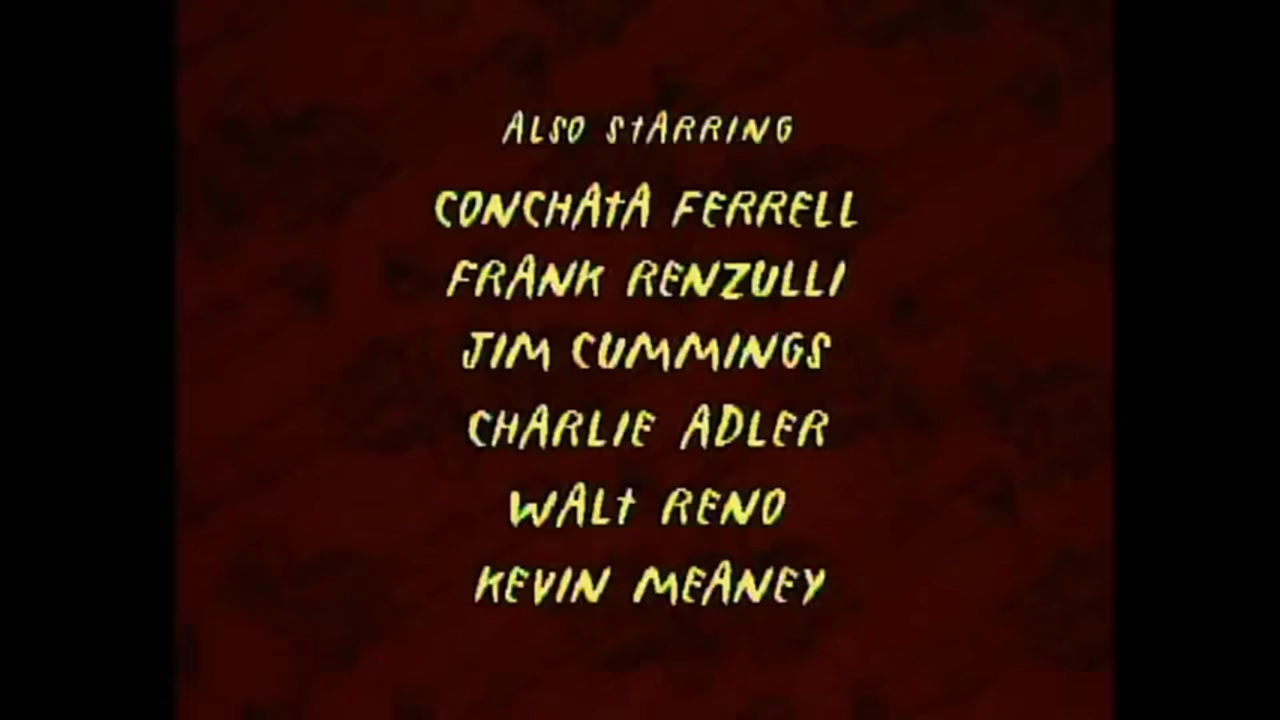 ALSO STARRING
CONCHATA FERRELL
FRANK RENZULLI
JIM CUMMINGS
CHARLIE ADLER
WALT RENO
KEVIN MEANEY